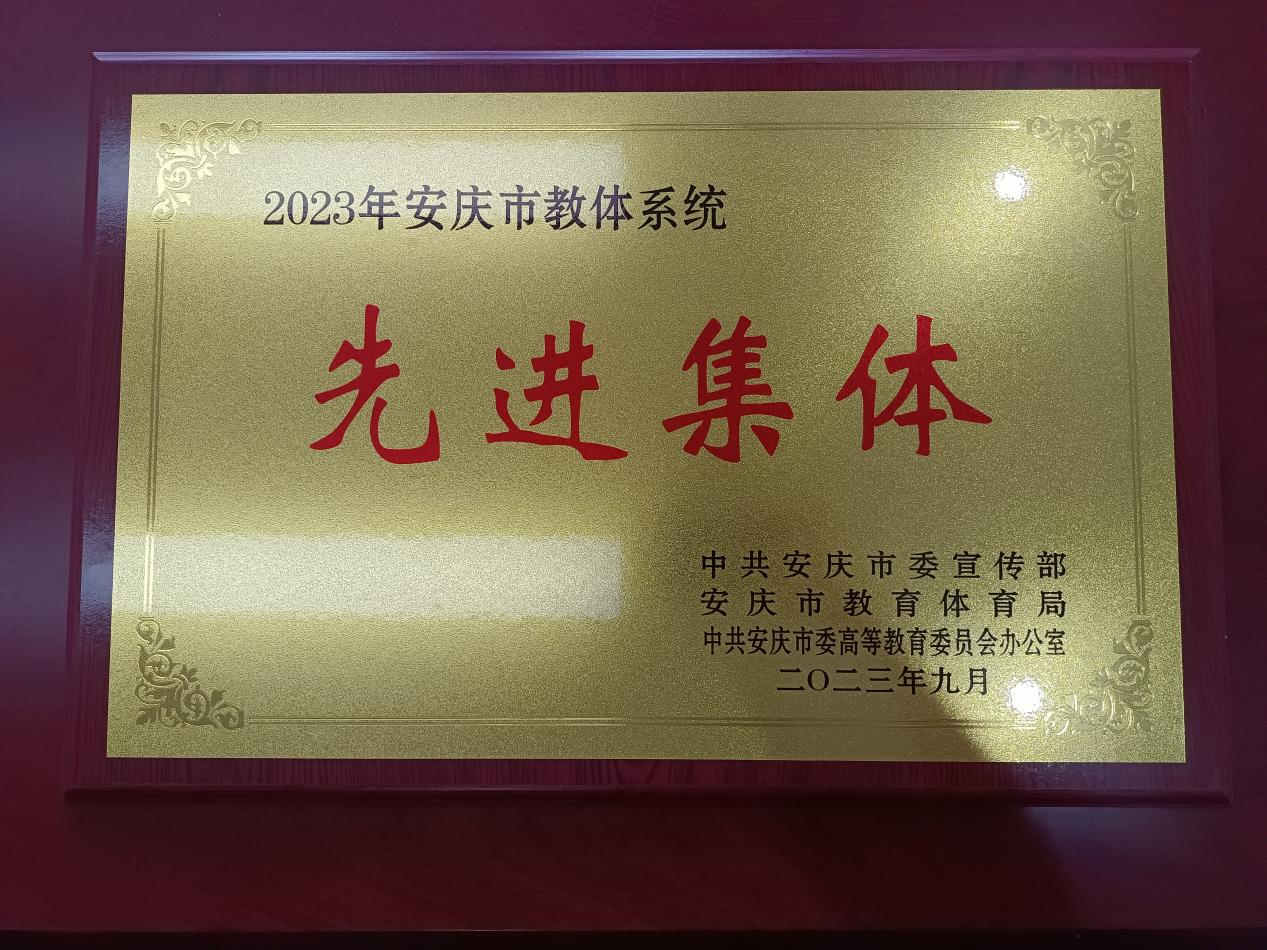 2023年安庆市教体系统
先进集体
中共安庆市委宣传部
安庆市教育体育局
中共安庆市委高等教育委员会办公室
二〇二三年九月